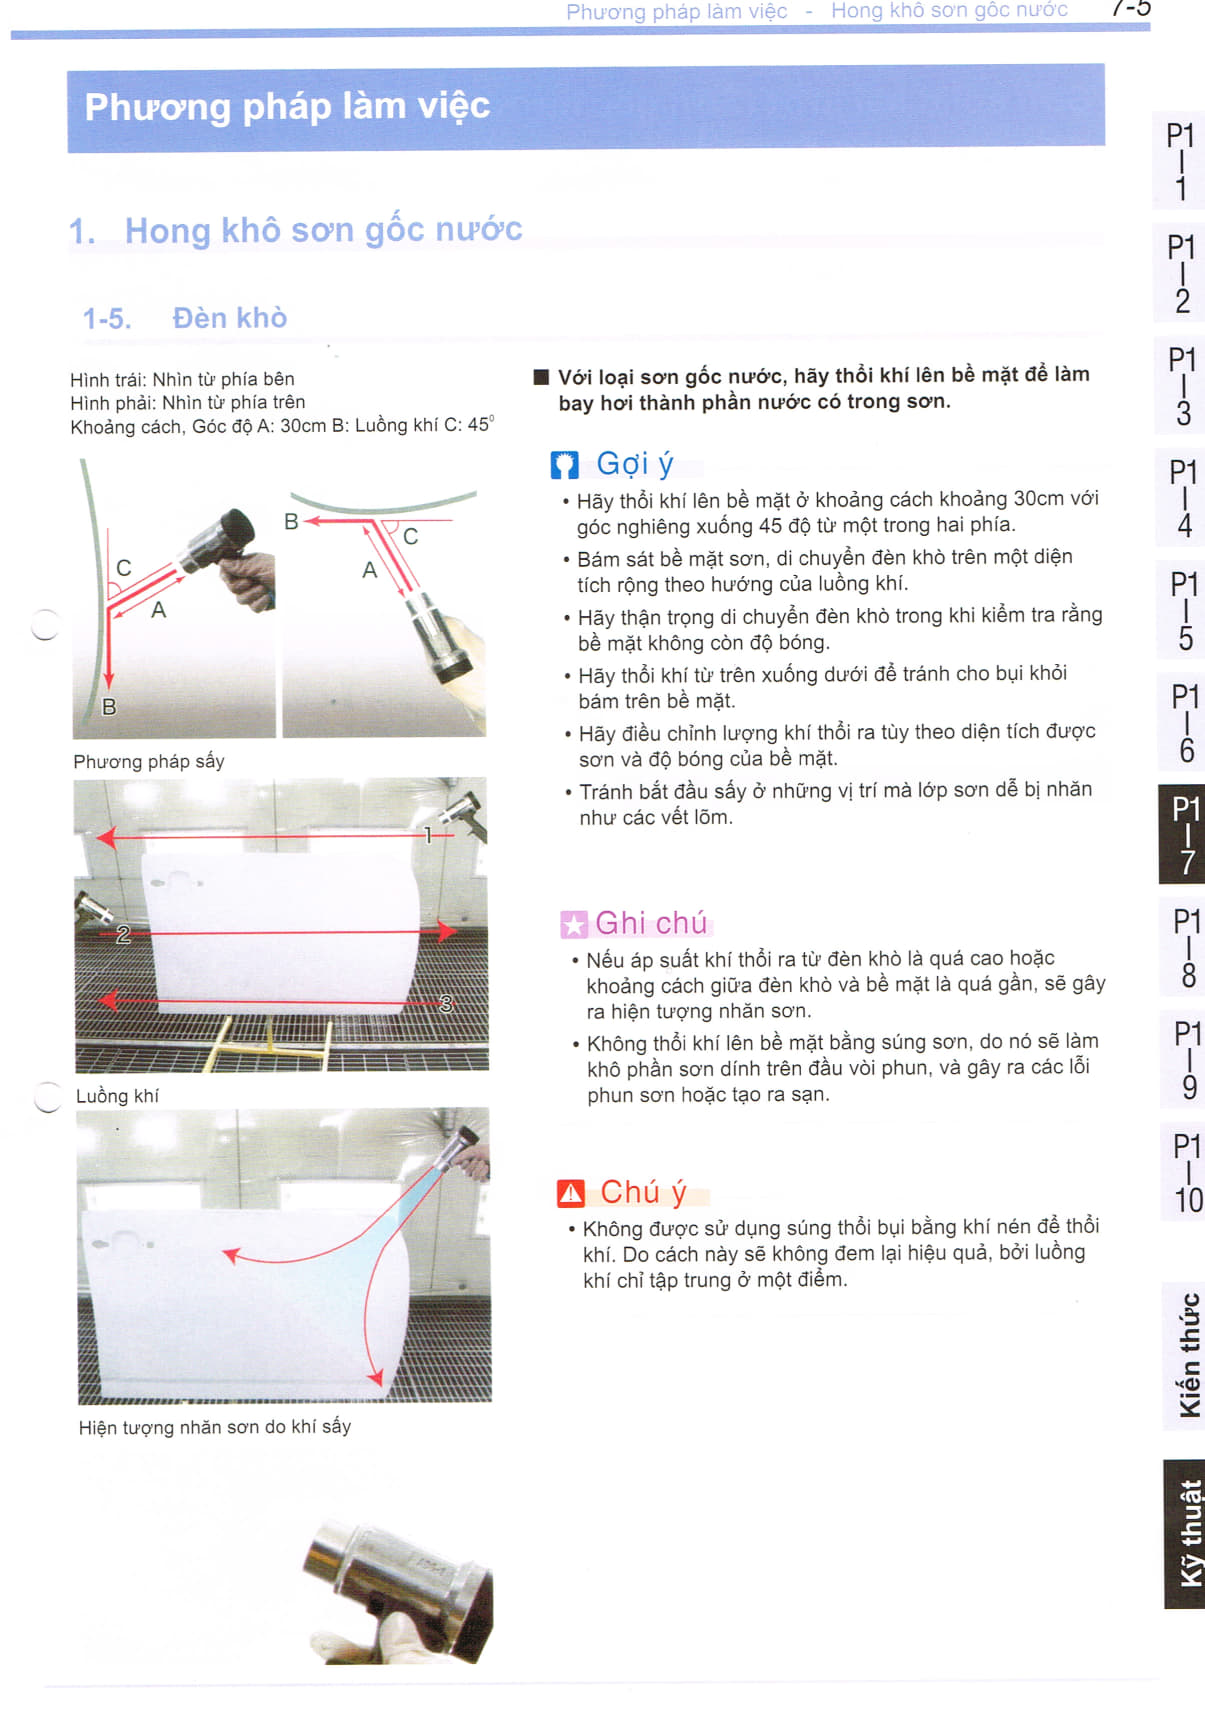 Phương pháp làm việc - Hong khô sơn gốc nước 7-5
Phương pháp làm việc
1. Hong khô sơn gốc nước
1-5. Đèn khò
Hình trái: Nhìn từ phía bên
Hình phải: Nhìn từ phía trên
Khoảng cách, Góc độ A: 30cm B: Luồng khí C: 45⁰
C
A
B
B
C
A
Phương pháp sấy
1
2
3
Luồng khí
Hiện tượng nhăn sơn do khí sấy
■ Với loại sơn gốc nước, hãy thổi khí lên bề mặt để làm
bay hơi thành phần nước có trong sơn.
Gợi ý
• Hãy thổi khí lên bề mặt ở khoảng cách khoảng 30cm với
góc nghiêng xuống 45 độ từ một trong hai phía.
• Bám sát bề mặt sơn, di chuyển đèn khò trên một diện
tích rộng theo hướng của luồng khí.
• Hãy thận trọng di chuyển đèn khò trong khi kiểm tra rằng
bề mặt không còn độ bóng.
• Hãy thổi khí từ trên xuống dưới để tránh cho bụi khỏi
bám trên bề mặt.
• Hãy điều chỉnh lượng khí thổi ra tùy theo diện tích được
sơn và độ bóng của bề mặt.
• Tránh bắt đầu sấy ở những vị trí mà lớp sơn dễ bị nhăn
như các vết lõm.
Ghi chú
• Nếu áp suất khí thổi ra từ đèn khò là quá cao hoặc
khoảng cách giữa đèn khò và bề mặt là quá gần, sẽ gây
ra hiện tượng nhăn sơn.
• Không thổi khí lên bề mặt bằng súng sơn, do nó sẽ làm
khô phần sơn dính trên đầu vòi phun, và gây ra các lỗi
phun sơn hoặc tạo ra sạn.
Chú ý
• Không được sử dụng súng thổi bụi bằng khí nén để thổi
khí. Do cách này sẽ không đem lại hiệu quả, bởi luồng
khí chỉ tập trung ở một điểm.
P1-1
P1-2
P1-3
P1-4
P1-5
P1-6
P1-7
P1-8
P1-9
P1-10
Kiến thức
Kỹ thuật